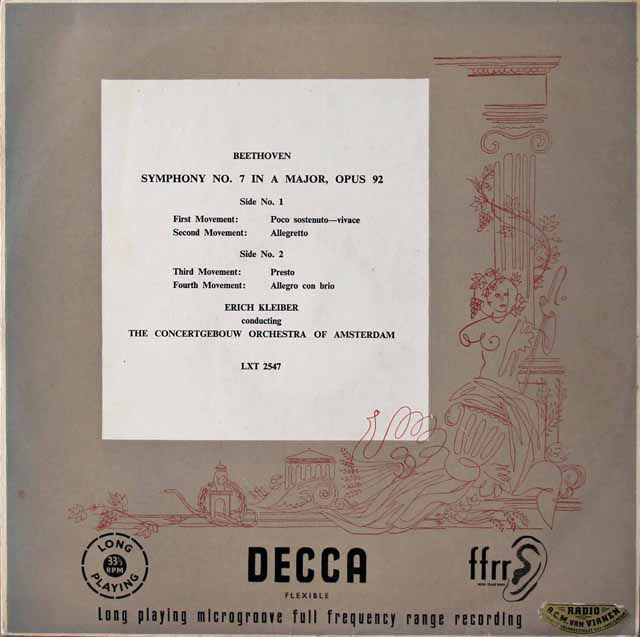 BEETHOVEN
SYMPHONY NO. 7 IN A MAJOR, OPUS 92
Side No. 1
First Movement: Poco sostenuto—vivace
Second Movement: Allegretto
Side No. 2
Third Movement: Presto
Fourth Movement: Allegro con brio
ERICH KLEIBER
conducting
THE CONCERTGEBOUW ORCHESTRA OF AMSTERDAM
LXT 2547
LONG
33⅓
RPM
PLAYING
DECCA
FLEXIBLE
ffrr
Long playing microgroove full frequency range recording
RADIO
A.C.M. VAN VIANEN